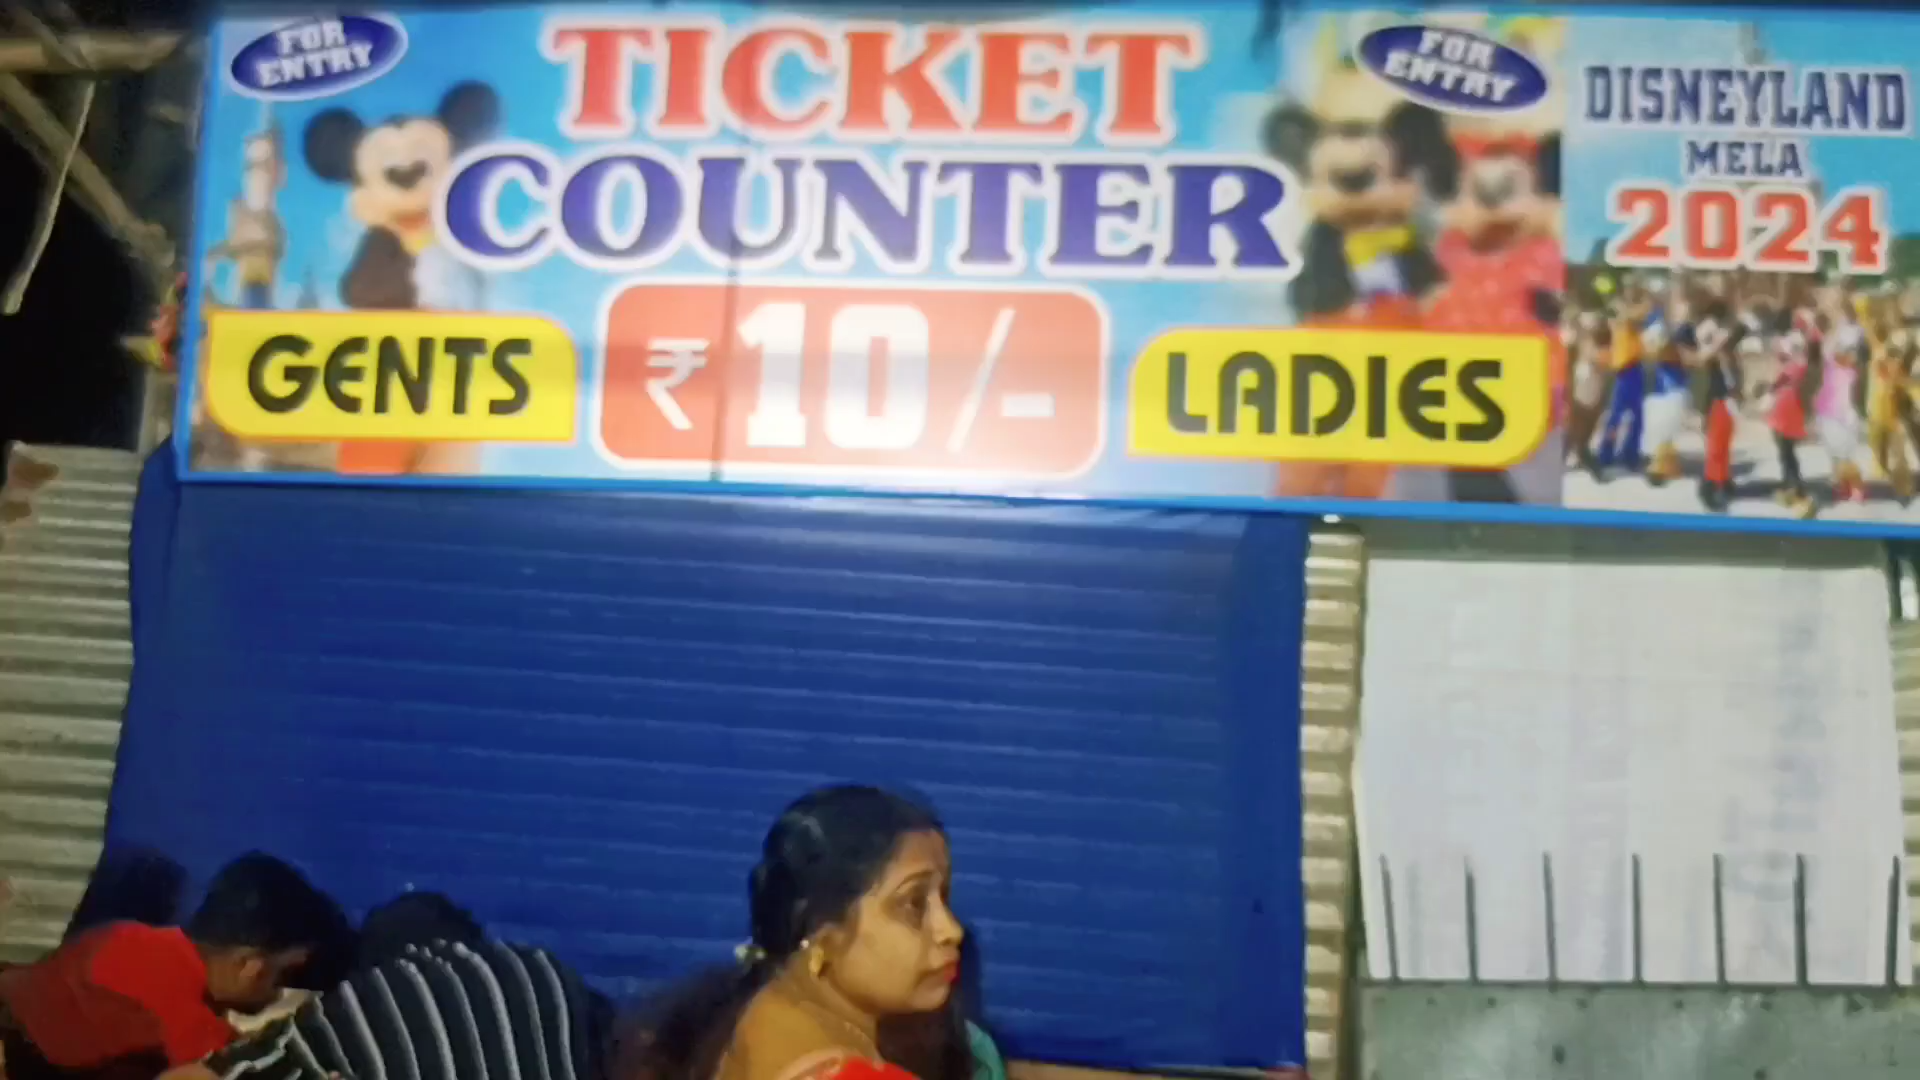 FOR
ENTRY
TICKET
COUNTER
GENTS
₹ 10/-
LADIES
FOR
ENTRY
DISNEYLAND
MELA
2024